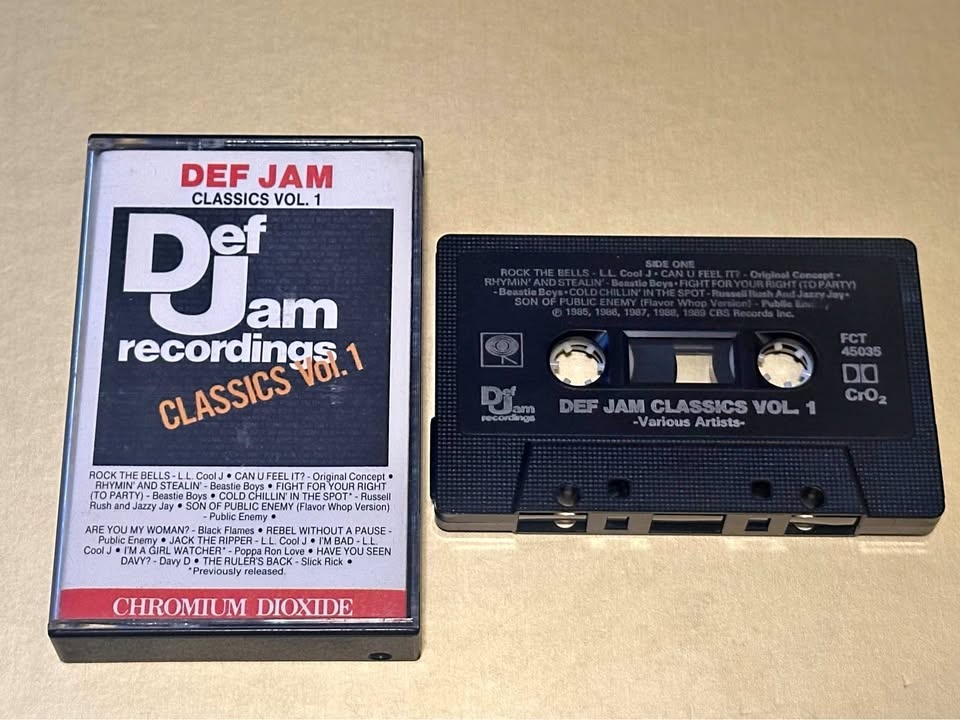 DEF JAM
CLASSICS VOL. 1
Def
Jam
recordings
CLASSICS Vol. 1
ROCK THE BELLS - L.L. Cool J • CAN U FEEL IT? - Original Concept •
RHYMIN' AND STEALIN' - Beastie Boys • FIGHT FOR YOUR RIGHT
(TO PARTY) - Beastie Boys • COLD CHILLIN' IN THE SPOT* - Russell
Rush and Jazzy Jay • SON OF PUBLIC ENEMY (Flavor Whop Version)
- Public Enemy •
ARE YOU MY WOMAN? - Black Flames • REBEL WITHOUT A PAUSE -
Public Enemy • JACK THE RIPPER - L.L. Cool J • I'M BAD - L.L.
Cool J • I'M A GIRL WATCHER* - Poppa Ron Love • HAVE YOU SEEN
DAVY? - Davy D • THE RULER'S BACK - Slick Rick •
*Previously released.
CHROMIUM DIOXIDE
SIDE ONE
ROCK THE BELLS - L.L. Cool J • CAN U FEEL IT? - Original Concept •
RHYMIN' AND STEALIN' - Beastie Boys • FIGHT FOR YOUR RIGHT (TO PARTY)
- Beastie Boys • COLD CHILLIN' IN THE SPOT - Russell Rush And Jazzy Jay •
SON OF PUBLIC ENEMY (Flavor Whop Version) - Public
℗ 1985, 1986, 1987, 1988, 1989 CBS Records Inc.
FCT
45035
CrO₂
Def
Jam
recordings
DEF JAM CLASSICS VOL. 1
-Various Artists-